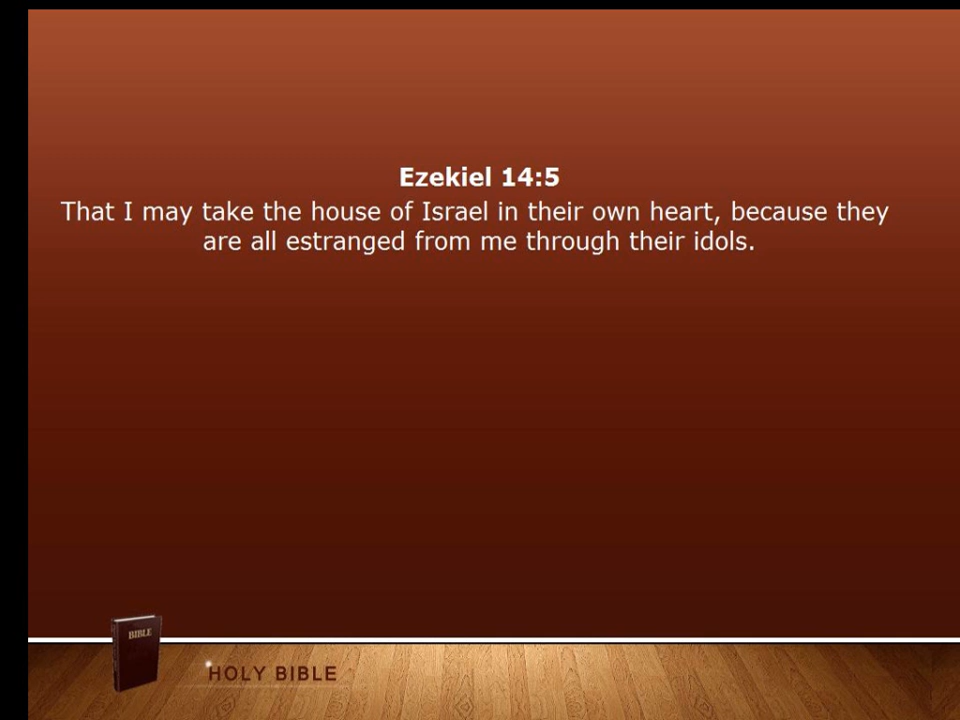 Ezekiel 14:5
That I may take the house of Israel in their own heart, because they
are all estranged from me through their idols.
BIBLE
HOLY BIBLE